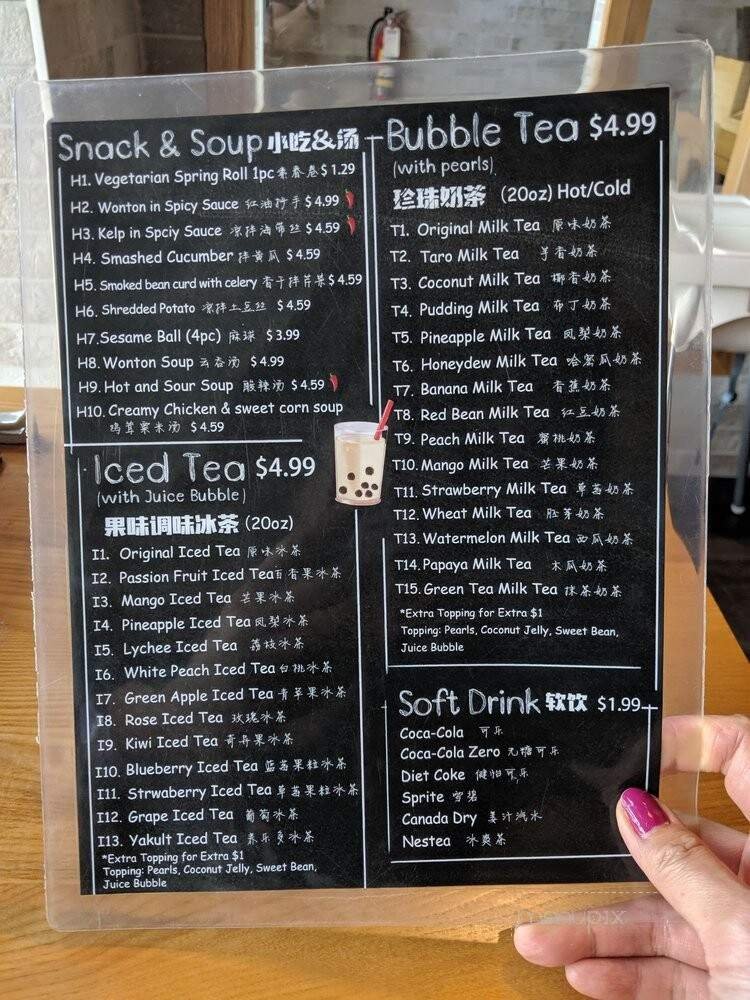 Snack & Soup 小吃&汤
H1. Vegetarian Spring Roll 1pc 素春卷 $1.29
H2. Wonton in Spicy Sauce 红油抄手 $4.99
H3. Kelp in Spciy Sauce 凉拌海带丝 $4.59
H4. Smashed Cucumber 拌黄瓜 $4.59
H5. Smoked bean curd with celery 香干拌芹菜 $4.59
H6. Shredded Potato 凉拌土豆丝 $4.59
H7. Sesame Ball (4pc) 麻球 $3.99
H8. Wonton Soup 云吞汤 $4.99
H9. Hot and Sour Soup 酸辣汤 $4.59
H10. Creamy Chicken & sweet corn soup
鸡茸粟米汤 $4.59
Iced Tea $4.99
(with Juice Bubble)
果味调味冰茶 (20oz)
I1. Original Iced Tea 原味冰茶
I2. Passion Fruit Iced Tea 百香果冰茶
I3. Mango Iced Tea 芒果冰茶
I4. Pineapple Iced Tea 凤梨冰茶
I5. Lychee Iced Tea 荔枝冰茶
I6. White Peach Iced Tea 白桃冰茶
I7. Green Apple Iced Tea 青苹果冰茶
I8. Rose Iced Tea 玫瑰冰茶
I9. Kiwi Iced Tea 奇异果冰茶
I10. Blueberry Iced Tea 蓝莓果粒冰茶
I11. Strwaberry Iced Tea 草莓果粒冰茶
I12. Grape Iced Tea 葡萄冰茶
I13. Yakult Iced Tea 养乐多冰茶
*Extra Topping for Extra $1
Topping: Pearls, Coconut Jelly, Sweet Bean,
Juice Bubble
Bubble Tea $4.99
(with pearls)
珍珠奶茶 (20oz) Hot/Cold
T1. Original Milk Tea 原味奶茶
T2. Taro Milk Tea 芋香奶茶
T3. Coconut Milk Tea 椰香奶茶
T4. Pudding Milk Tea 布丁奶茶
T5. Pineapple Milk Tea 凤梨奶茶
T6. Honeydew Milk Tea 哈密瓜奶茶
T7. Banana Milk Tea 香蕉奶茶
T8. Red Bean Milk Tea 红豆奶茶
T9. Peach Milk Tea 蜜桃奶茶
T10. Mango Milk Tea 芒果奶茶
T11. Strawberry Milk Tea 草莓奶茶
T12. Wheat Milk Tea 胚芽奶茶
T13. Watermelon Milk Tea 西瓜奶茶
T14. Papaya Milk Tea 木瓜奶茶
T15. Green Tea Milk Tea 抹茶奶茶
*Extra Topping for Extra $1
Topping: Pearls, Coconut Jelly, Sweet Bean,
Juice Bubble
Soft Drink 软饮 $1.99
Coca-Cola 可乐
Coca-Cola Zero 无糖可乐
Diet Coke 健怡可乐
Sprite 雪碧
Canada Dry 姜汁汽水
Nestea 冰爽茶